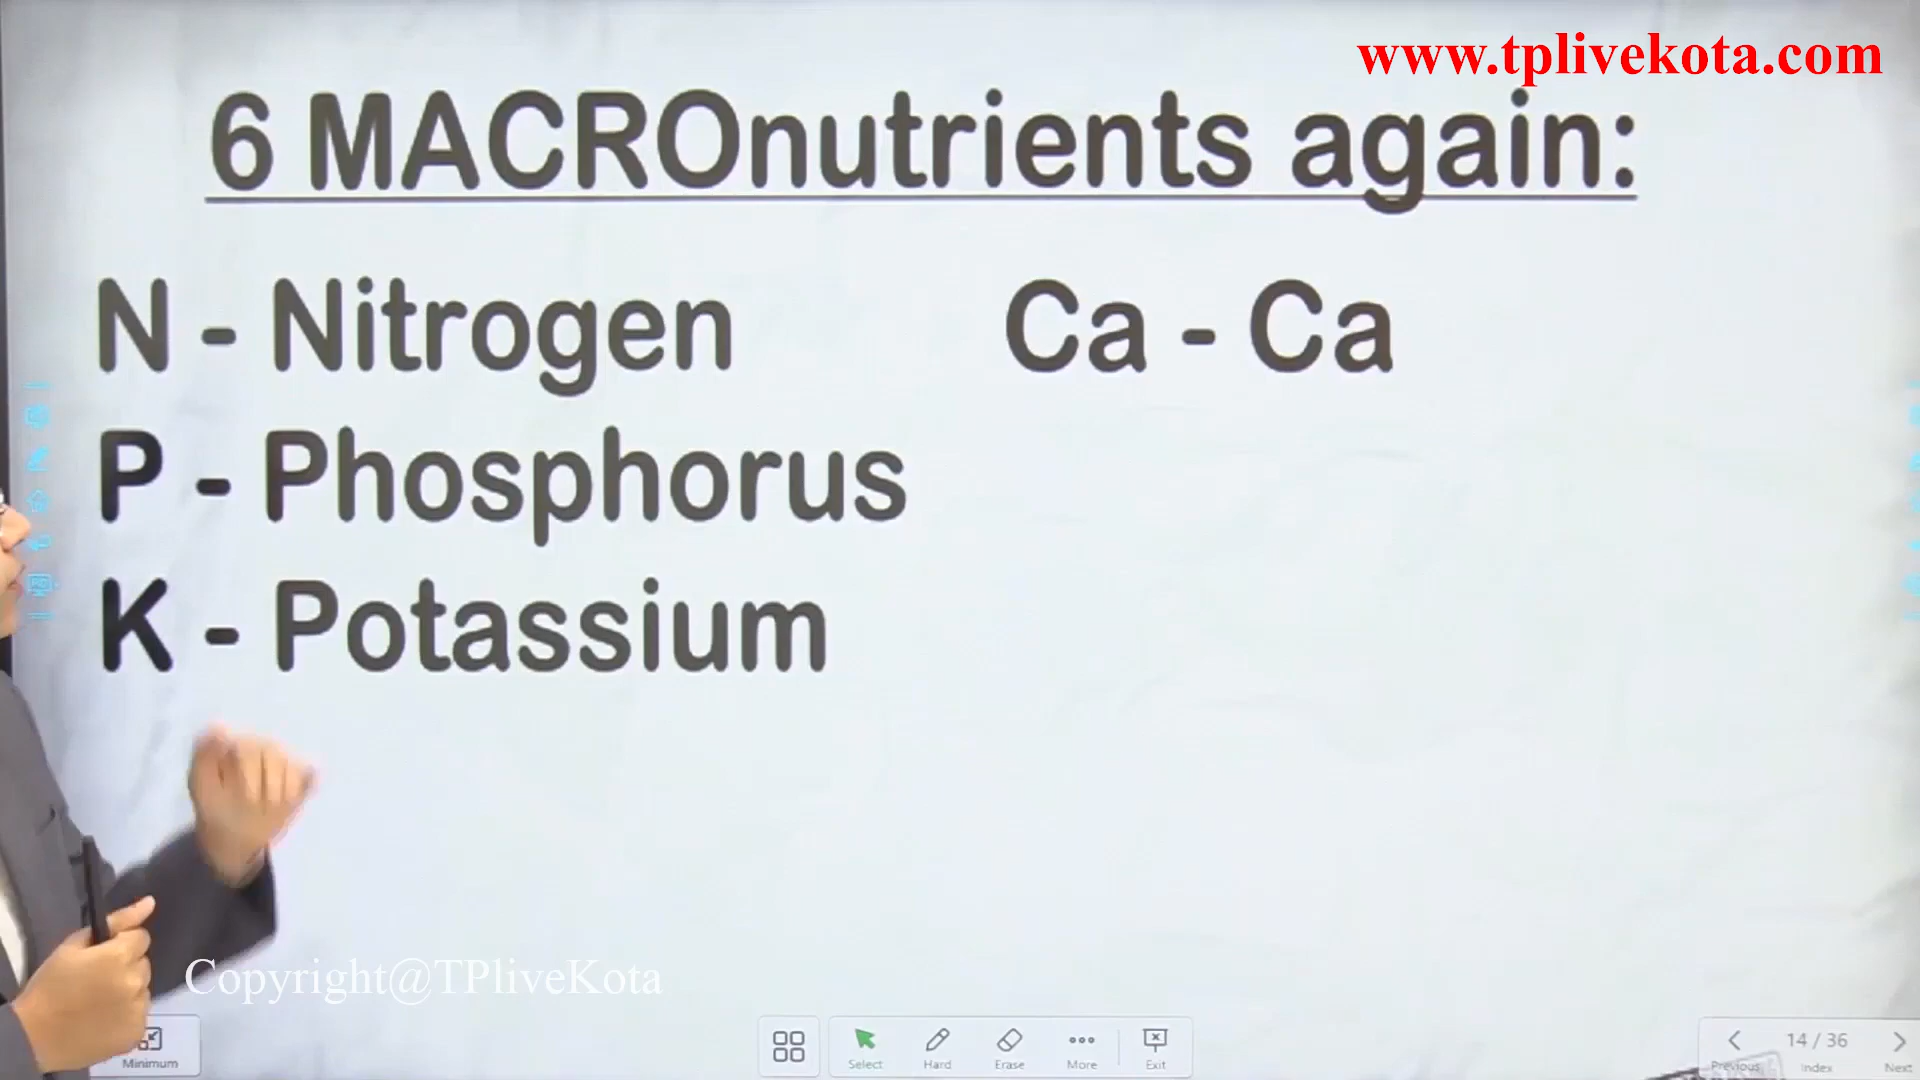 www.tplivekota.com
6 MACROnutrients again:
N - Nitrogen
Ca - Ca
P - Phosphorus
K - Potassium
Copyright@TPliveKota
Minimum
Select
Hard
Erase
More
Exit
14 / 36
Previous
Index
Next